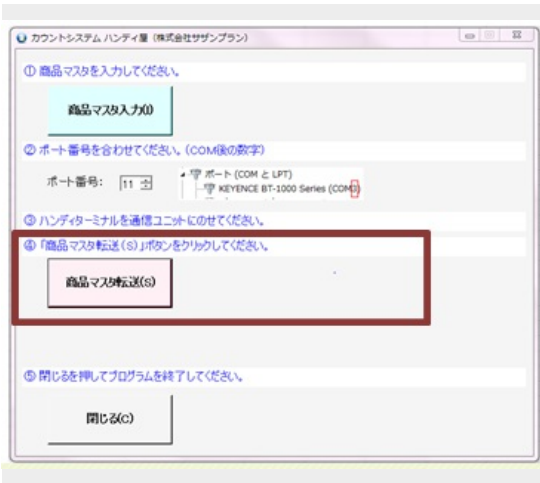 カウントシステム ハンディ屋 (株式会社サザンプラン)
① 商品マスタを入力してください。
商品マスタ入力(I)
② ポート番号を合わせてください。(COM後の数字)
ポート番号: 11
ポート (COM と LPT)
KEYENCE BT-1000 Series (COM3)
③ ハンディターミナルを通信ユニットにのせてください。
④ 「商品マスタ転送(S)」ボタンをクリックしてください。
商品マスタ転送(S)
⑤ 閉じるを押してプログラムを終了してください。
閉じる(C)